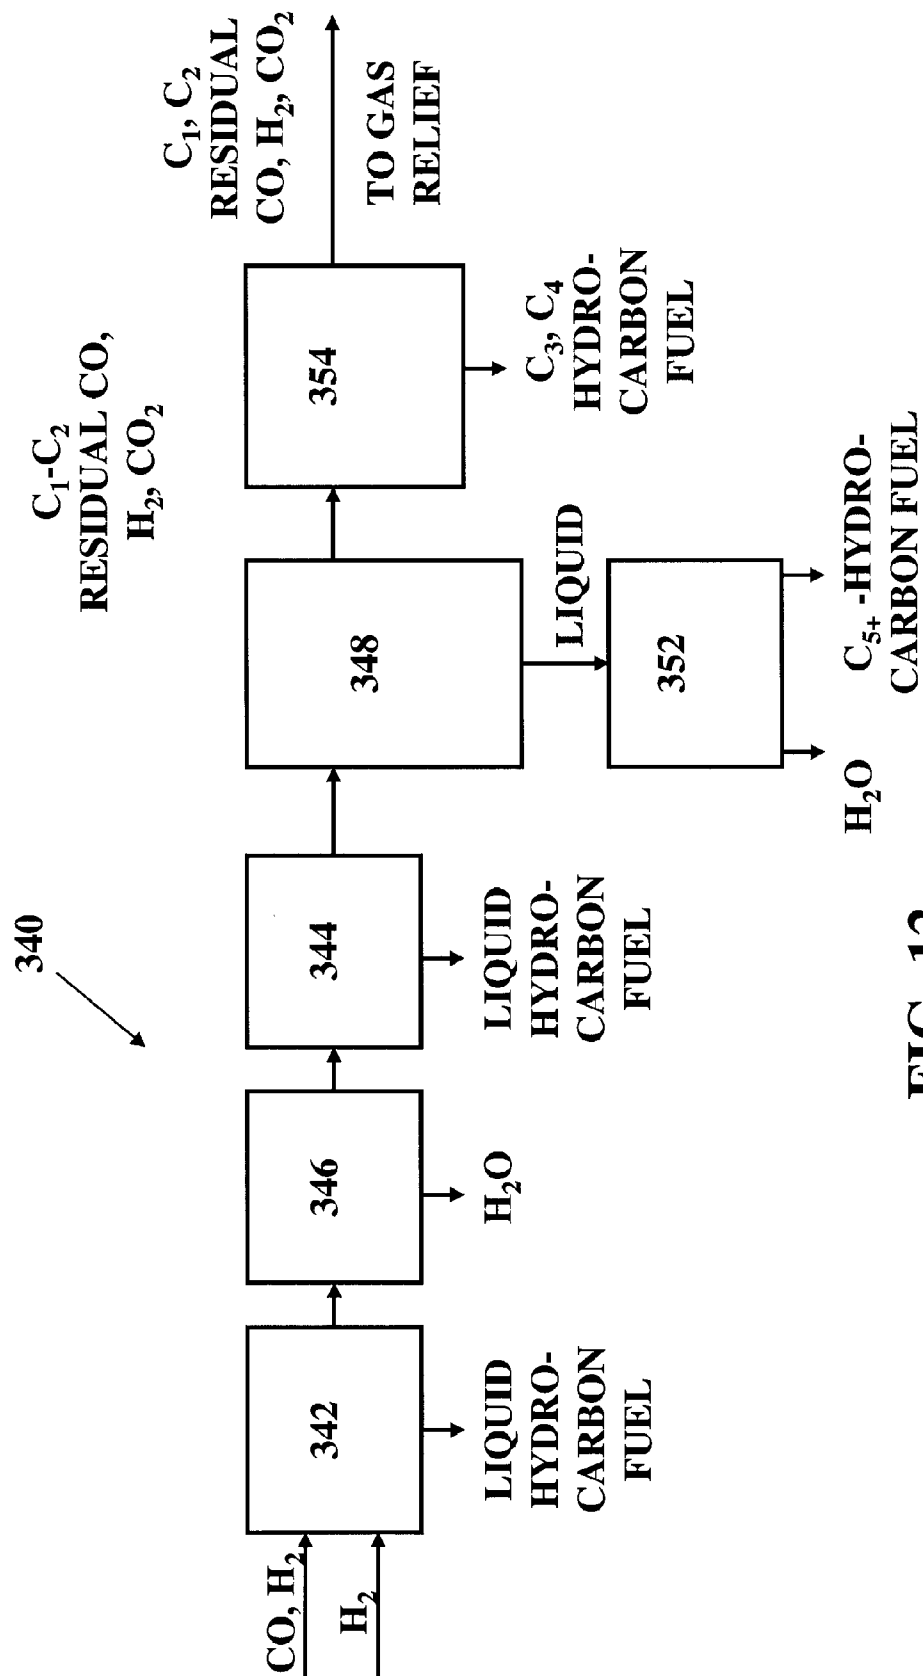 340
C₁-C₂
RESIDUAL CO,
H₂, CO₂
C₁, C₂
RESIDUAL
CO, H₂, CO₂
TO GAS
RELIEF
CO, H₂
H₂
342
346
344
348
354
LIQUID
HYDRO-
CARBON
FUEL
H₂O
LIQUID
HYDRO-
CARBON
FUEL
LIQUID
C₃, C₄
HYDRO-
CARBON
FUEL
352
H₂O
C₅₊ -HYDRO-
CARBON FUEL
FIG.